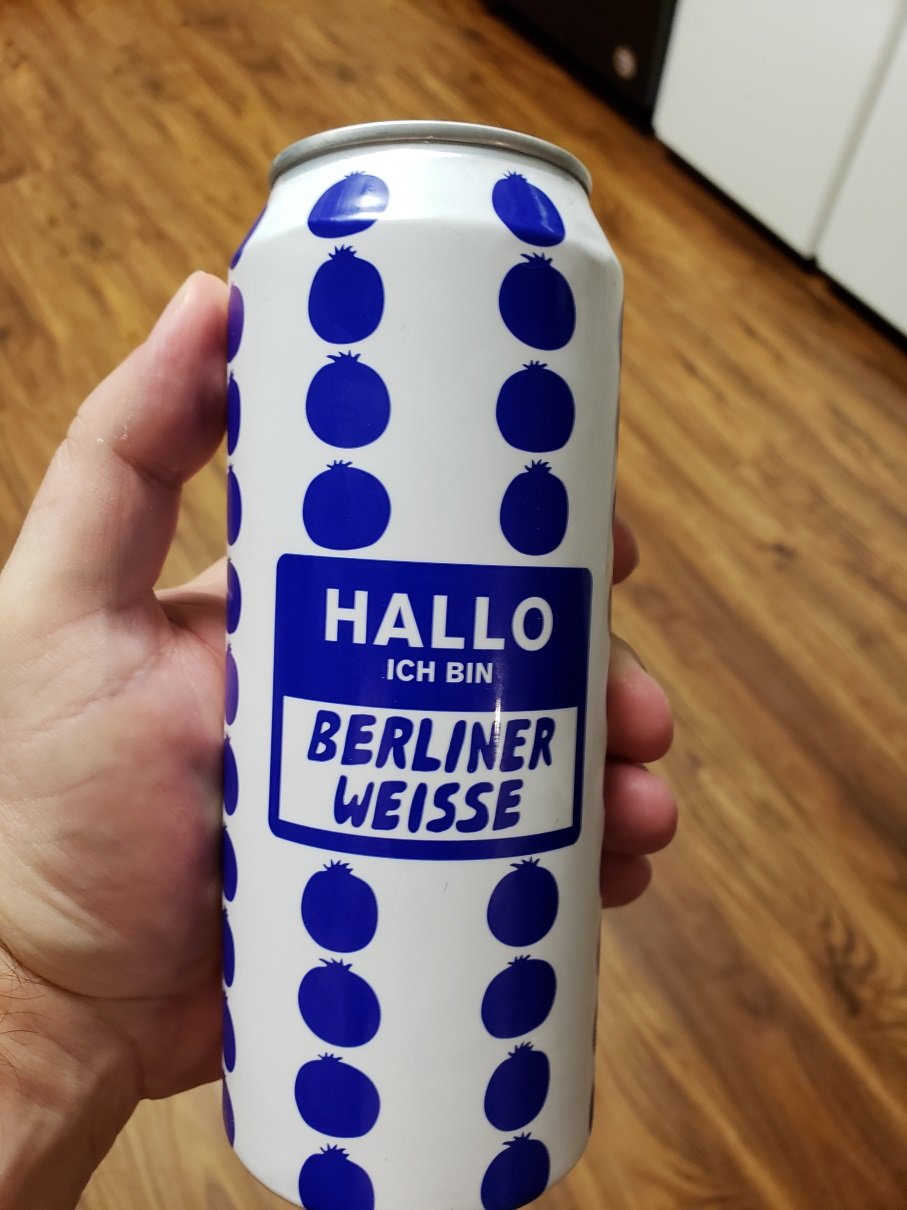 HALLO
ICH BIN
BERLINER
WEISSE